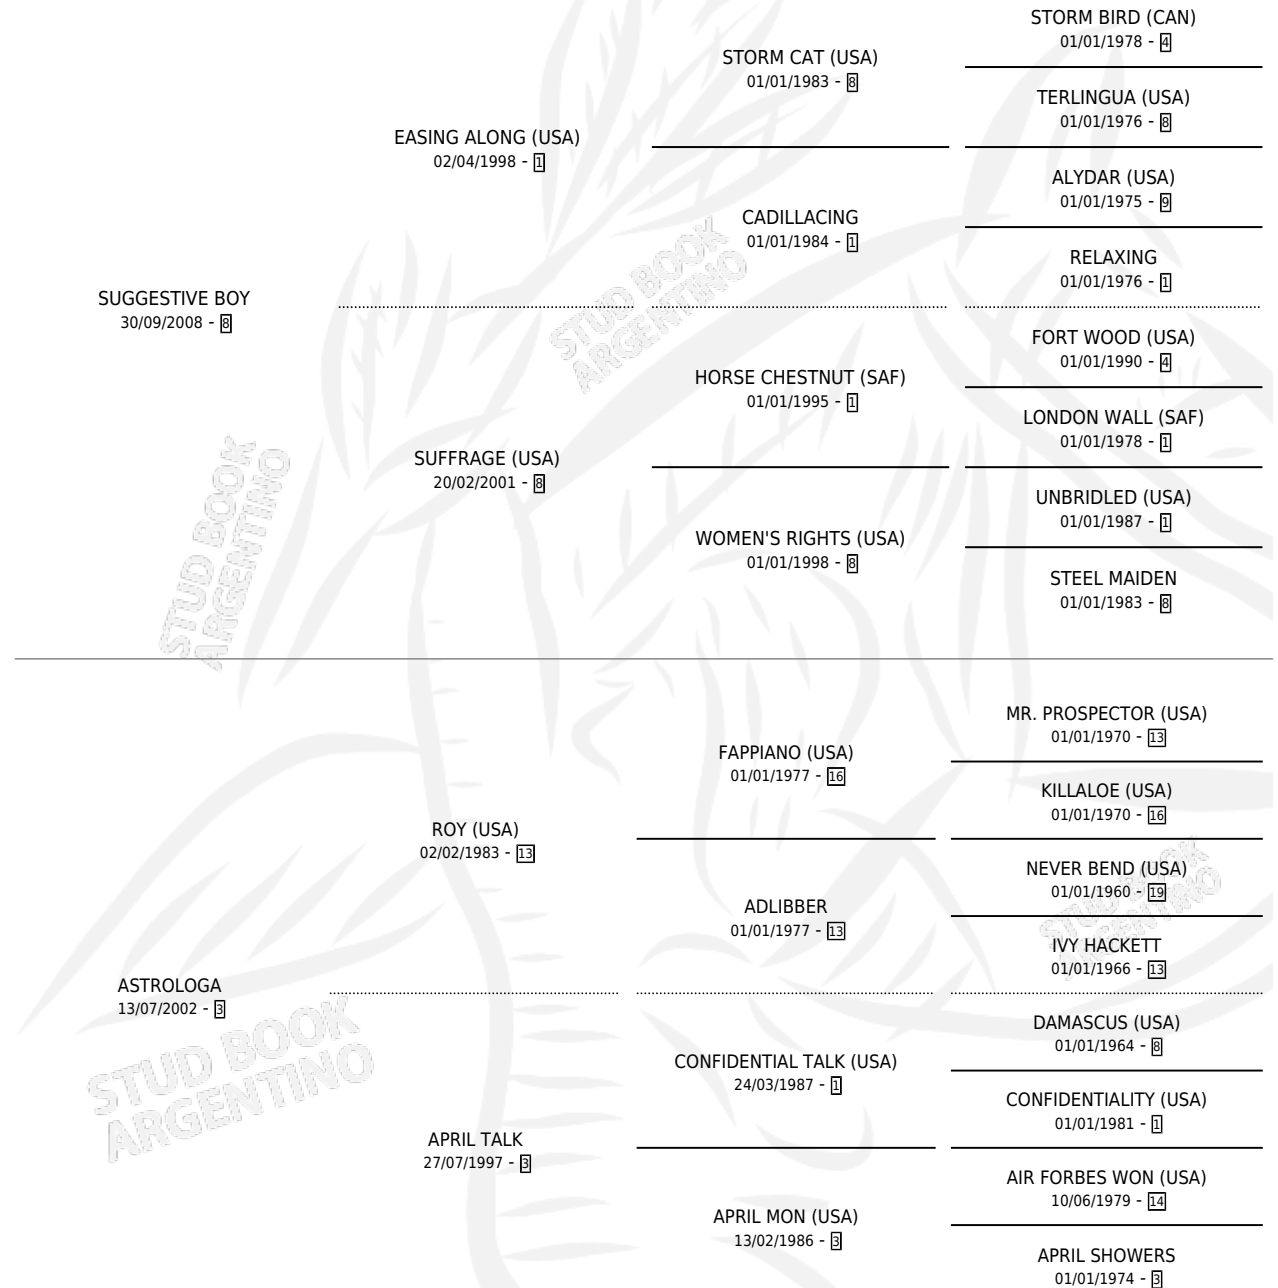 STORM BIRD (CAN)
01/01/1978 - 4
STORM CAT (USA)
01/01/1983 - 8
TERLINGUA (USA)
01/01/1976 - 8
EASING ALONG (USA)
02/04/1998 - 1
ALYDAR (USA)
01/01/1975 - 9
CADILLACING
01/01/1984 - 1
RELAXING
01/01/1976 - 1
SUGGESTIVE BOY
30/09/2008 - 8
FORT WOOD (USA)
01/01/1990 - 4
HORSE CHESTNUT (SAF)
01/01/1995 - 1
LONDON WALL (SAF)
01/01/1978 - 1
SUFFRAGE (USA)
20/02/2001 - 8
UNBRIDLED (USA)
01/01/1987 - 1
WOMEN'S RIGHTS (USA)
01/01/1998 - 8
STEEL MAIDEN
01/01/1983 - 8
STUD BOOK
ARGENTINO
STUD BOOK
ARGENTINO
MR. PROSPECTOR (USA)
01/01/1970 - 13
FAPPIANO (USA)
01/01/1977 - 16
KILLALOE (USA)
01/01/1970 - 16
ROY (USA)
02/02/1983 - 13
NEVER BEND (USA)
01/01/1960 - 19
ADLIBBER
01/01/1977 - 13
IVY HACKETT
01/01/1966 - 13
ASTROLOGA
13/07/2002 - 3
DAMASCUS (USA)
01/01/1964 - 8
CONFIDENTIAL TALK (USA)
24/03/1987 - 1
CONFIDENTIALITY (USA)
01/01/1981 - 1
APRIL TALK
27/07/1997 - 3
AIR FORBES WON (USA)
10/06/1979 - 14
APRIL MON (USA)
13/02/1986 - 3
APRIL SHOWERS
01/01/1974 - 3
STUD BOOK
ARGENTINO
STUD BOOK
ARGENTINO